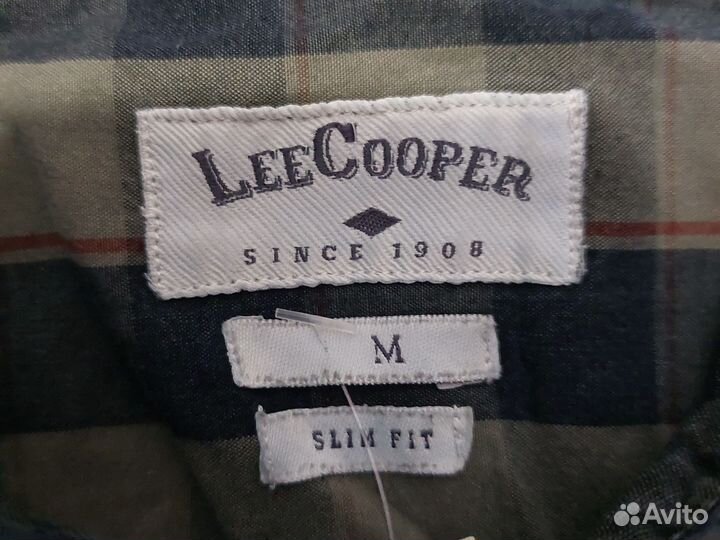 LEECOOPER
SINCE 1908
M
SLIM FIT
Avito